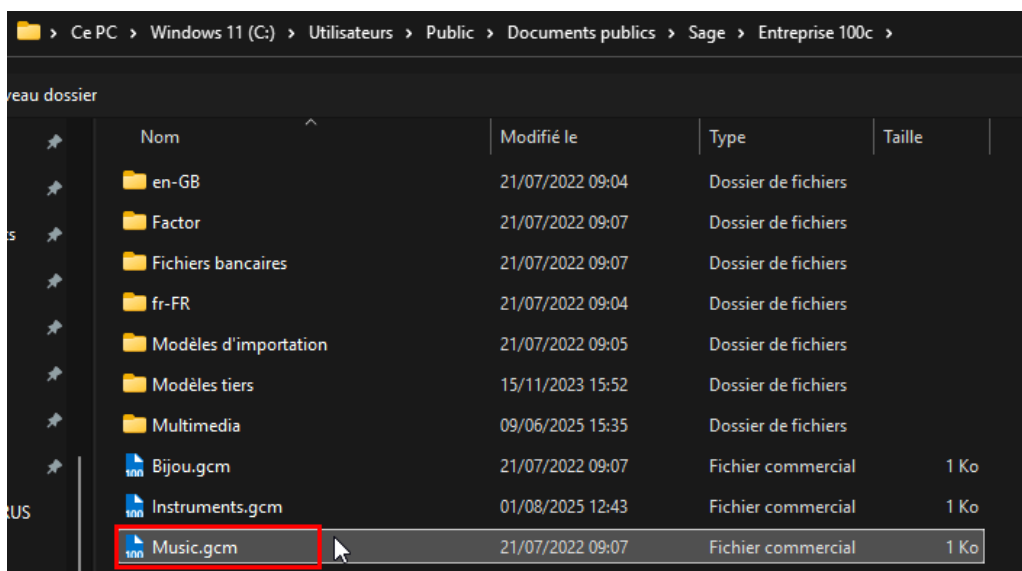 Ce PC > Windows 11 (C:) > Utilisateurs > Public > Documents publics > Sage > Entreprise 100c >
veau dossier
Nom Modifié le Type Taille
en-GB 21/07/2022 09:04 Dossier de fichiers
Factor 21/07/2022 09:07 Dossier de fichiers
Fichiers bancaires 21/07/2022 09:07 Dossier de fichiers
fr-FR 21/07/2022 09:04 Dossier de fichiers
Modèles d'importation 21/07/2022 09:05 Dossier de fichiers
Modèles tiers 15/11/2023 15:52 Dossier de fichiers
Multimedia 09/06/2025 15:35 Dossier de fichiers
100 Bijou.gcm 21/07/2022 09:07 Fichier commercial 1 Ko
RUS 100 Instruments.gcm 01/08/2025 12:43 Fichier commercial 1 Ko
100 Music.gcm 21/07/2022 09:07 Fichier commercial 1 Ko